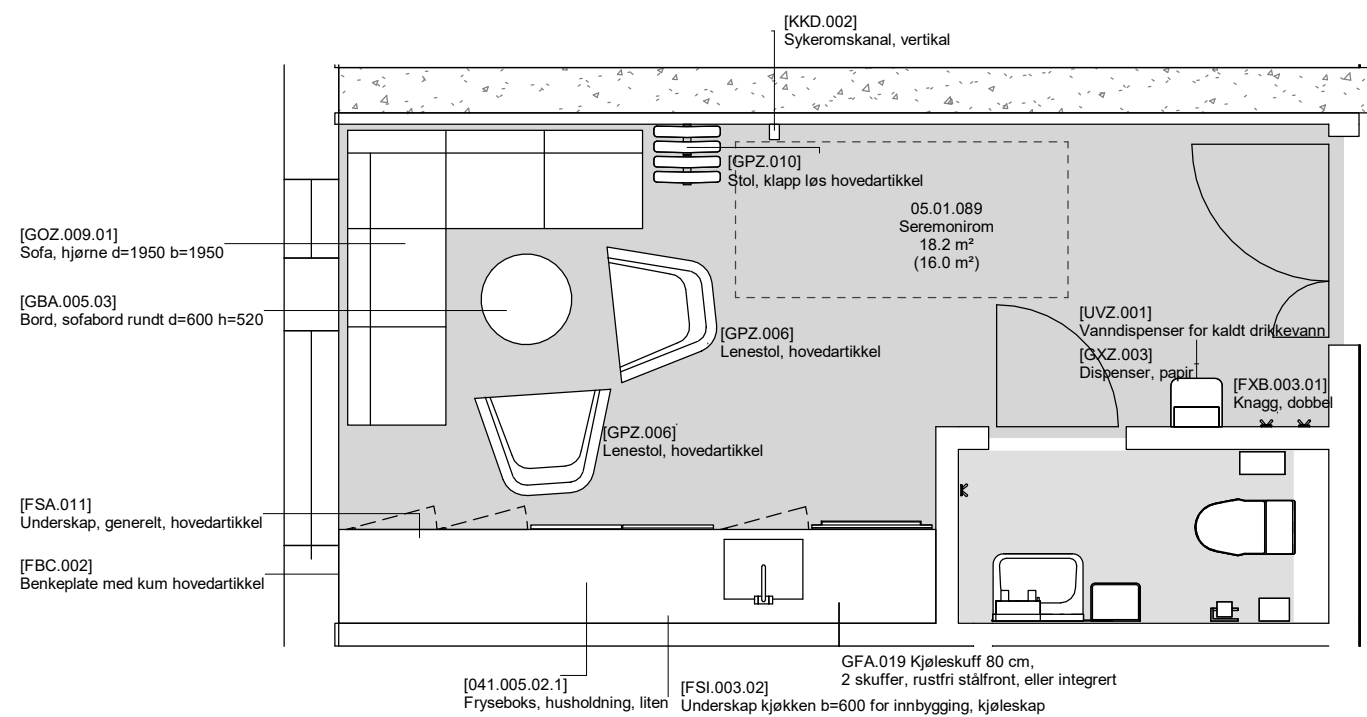 [KKD.002]
Sykeromskanal, vertikal
[GPZ.010]
Stol, klapp løs hovedartikkel
05.01.089
Seremonirom
18.2 m²
(16.0 m²)
[GOZ.009.01]
Sofa, hjørne d=1950 b=1950
[GBA.005.03]
Bord, sofabord rundt d=600 h=520
[GPZ.006]
Lenestol, hovedartikkel
[UVZ.001]
Vanndispenser for kaldt drikkevann
[GXZ.003]
Dispenser, papir
[FXB.003.01]
Knagg, dobbel
[GPZ.006]
Lenestol, hovedartikkel
[FSA.011]
Underskap, generelt, hovedartikkel
[FBC.002]
Benkeplate med kum hovedartikkel
[041.005.02.1]
Fryseboks, husholdning, liten
[FSI.003.02]
Underskap kjøkken b=600 for innbygging, kjøleskap
GFA.019 Kjøleskuff 80 cm,
2 skuffer, rustfri stålfront, eller integrert